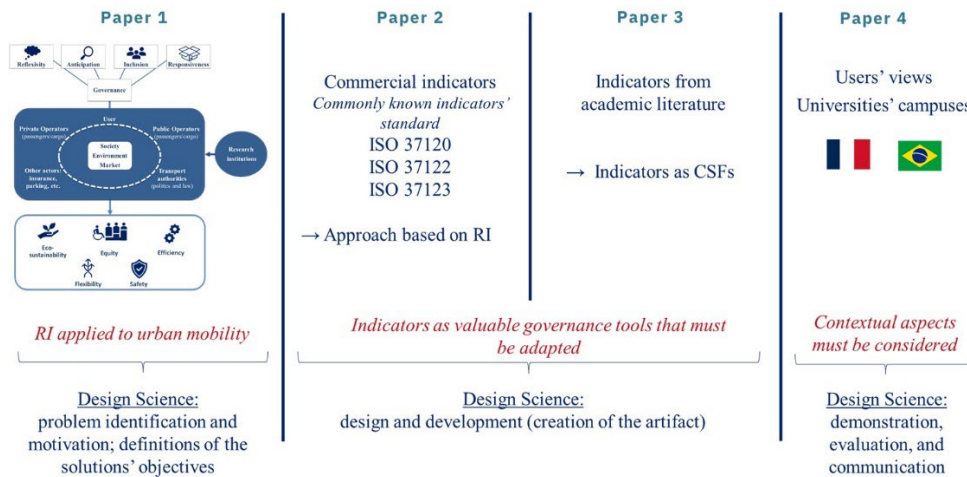 Paper 1
Reflexivity
Anticipation
Inclusion
Responsiveness
Governance
User
Private Operators
(passengers/cargo)
Public Operators
(passengers/cargo)
Society
Environment
Market
Research
institutions
Other actors:
insurance,
parking, etc.
Transport
authorities
(politics and law)
Eco-
sustainability
Equity
Efficiency
Flexibility
Safety
RI applied to urban mobility
Design Science:
problem identification and
motivation; definitions of the
solutions' objectives
Paper 2
Commercial indicators
Commonly known indicators'
standard
ISO 37120
ISO 37122
ISO 37123
→ Approach based on RI
Paper 3
Indicators from
academic literature
→ Indicators as CSFs
Indicators as valuable governance tools that must
be adapted
Design Science:
design and development (creation of the artifact)
Paper 4
Users' views
Universities' campuses
Contextual aspects
must be considered
Design Science:
demonstration,
evaluation, and
communication